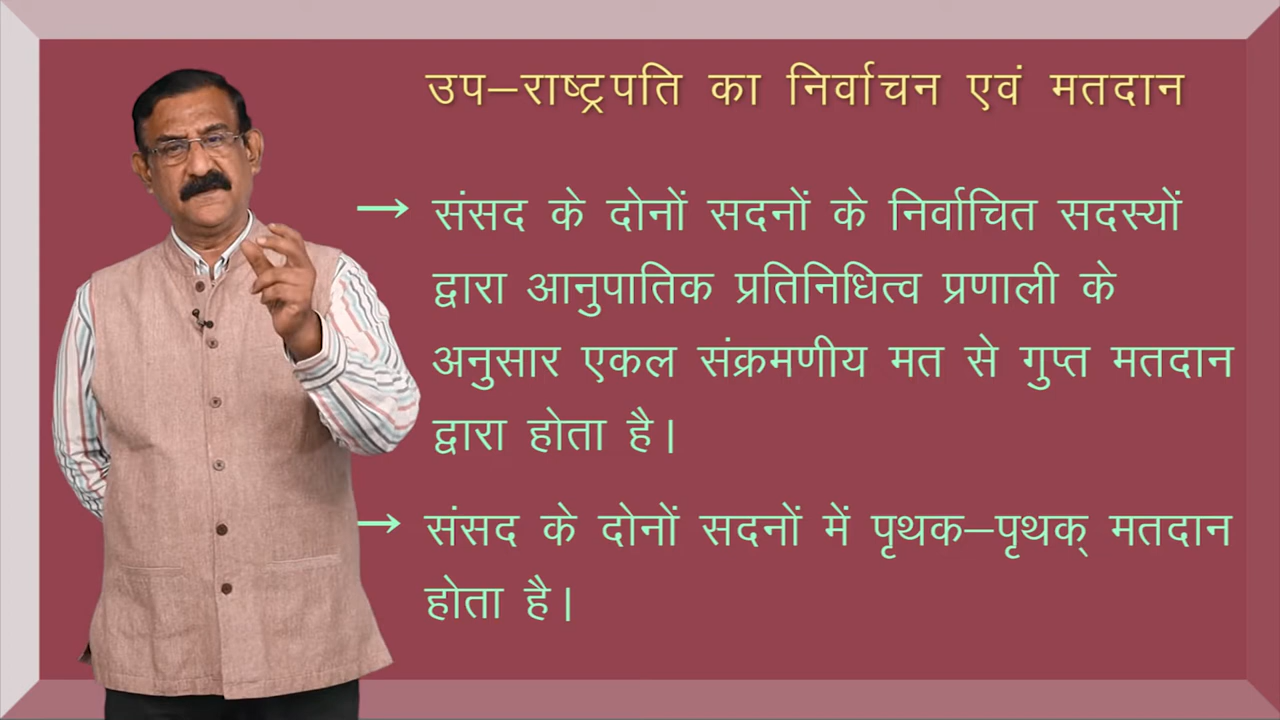 उप–राष्ट्रपति का निर्वाचन एवं मतदान
→ संसद के दोनों सदनों के निर्वाचित सदस्यों
द्वारा आनुपातिक प्रतिनिधित्व प्रणाली के
अनुसार एकल संक्रमणीय मत से गुप्त मतदान
द्वारा होता है।
→ संसद के दोनों सदनों में पृथक–पृथक् मतदान
होता है।